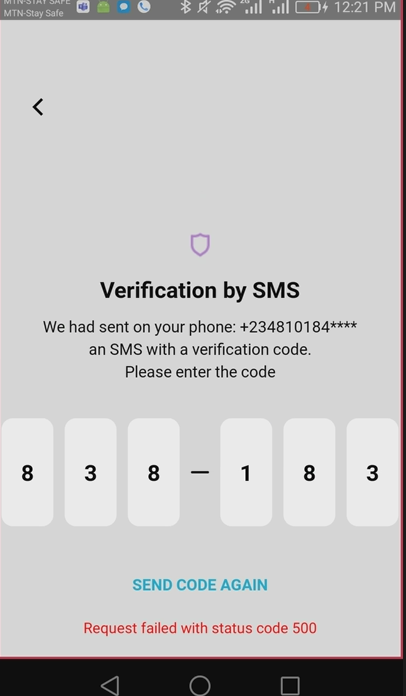 MTN-STAY SAFE
MTN-Stay Safe
2G
H
12:21 PM
Verification by SMS
We had sent on your phone: +234810184****
an SMS with a verification code.
Please enter the code
8 3 8 — 1 8 3
SEND CODE AGAIN
Request failed with status code 500